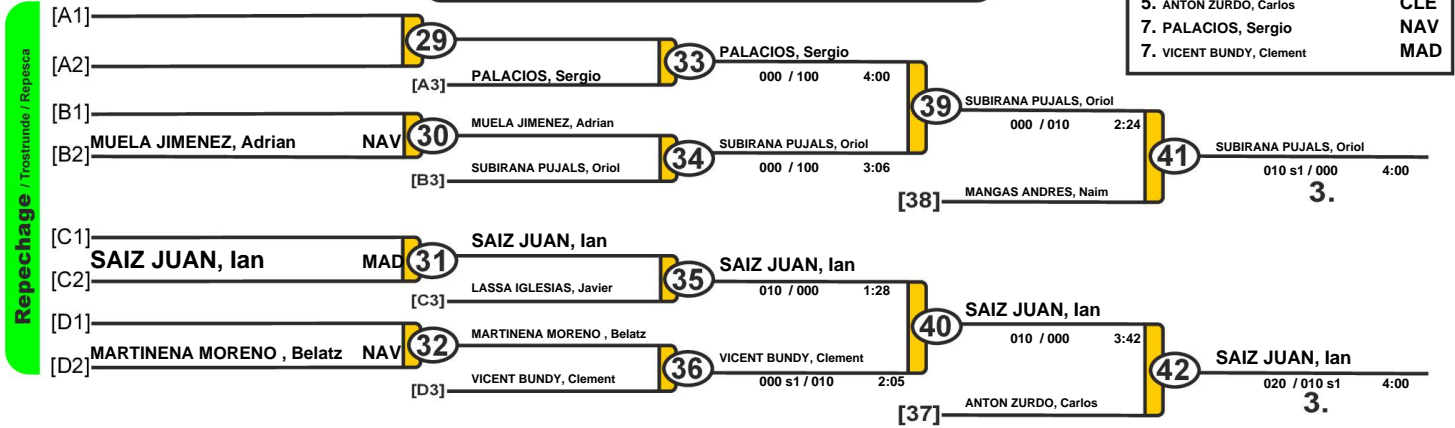 5. ANTON ZURDO, Carlos CLE
7. PALACIOS, Sergio NAV
7. VICENT BUNDY, Clement MAD
Repechage / Trostrunde / Repesca
[A1]
29
[A2]
PALACIOS, Sergio
[A3]
33
PALACIOS, Sergio
000 / 100 4:00
[B1]
MUELA JIMENEZ, Adrian NAV
[B2]
30
MUELA JIMENEZ, Adrian
SUBIRANA PUJALS, Oriol
[B3]
34
SUBIRANA PUJALS, Oriol
000 / 100 3:06
39
SUBIRANA PUJALS, Oriol
000 / 010 2:24
[38]
MANGAS ANDRES, Naim
41
SUBIRANA PUJALS, Oriol
010 s1 / 000 4:00
3.
[C1]
SAIZ JUAN, Ian MAD
[C2]
31
SAIZ JUAN, Ian
LASSA IGLESIAS, Javier
[C3]
35
SAIZ JUAN, Ian
010 / 000 1:28
[D1]
MARTINENA MORENO , Belatz NAV
[D2]
32
MARTINENA MORENO , Belatz
VICENT BUNDY, Clement
[D3]
36
VICENT BUNDY, Clement
000 s1 / 010 2:05
40
SAIZ JUAN, Ian
010 / 000 3:42
[37]
ANTON ZURDO, Carlos
42
SAIZ JUAN, Ian
020 / 010 s1 4:00
3.